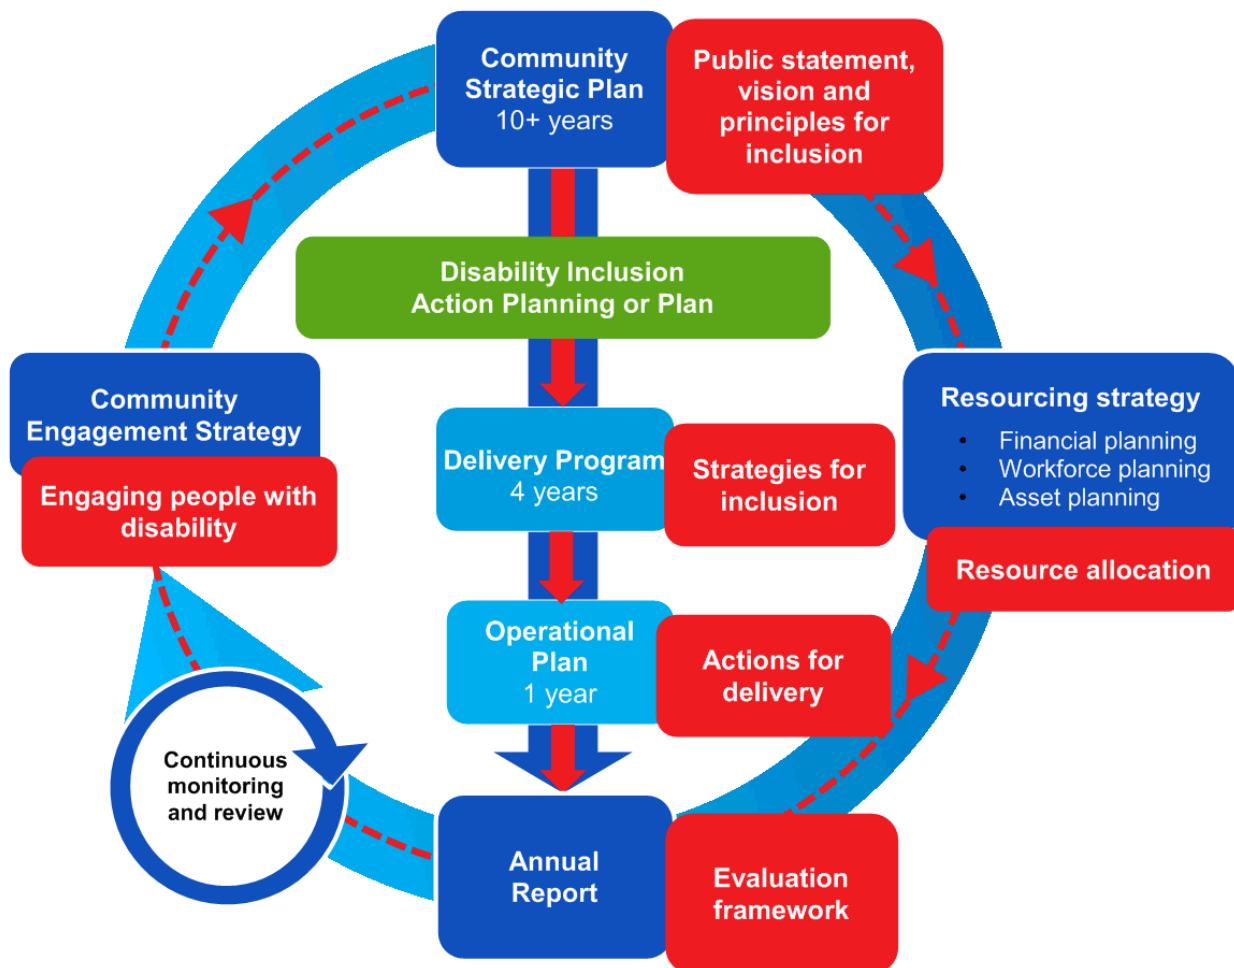 Community
Strategic Plan
10+ years
Public statement,
vision and
principles for
inclusion
Disability Inclusion
Action Planning or Plan
Community
Engagement Strategy
Engaging people with
disability
Delivery Program
4 years
Strategies for
inclusion
Resourcing strategy
• Financial planning
• Workforce planning
• Asset planning
Resource allocation
Operational
Plan
1 year
Actions for
delivery
Continuous
monitoring
and review
Annual
Report
Evaluation
framework